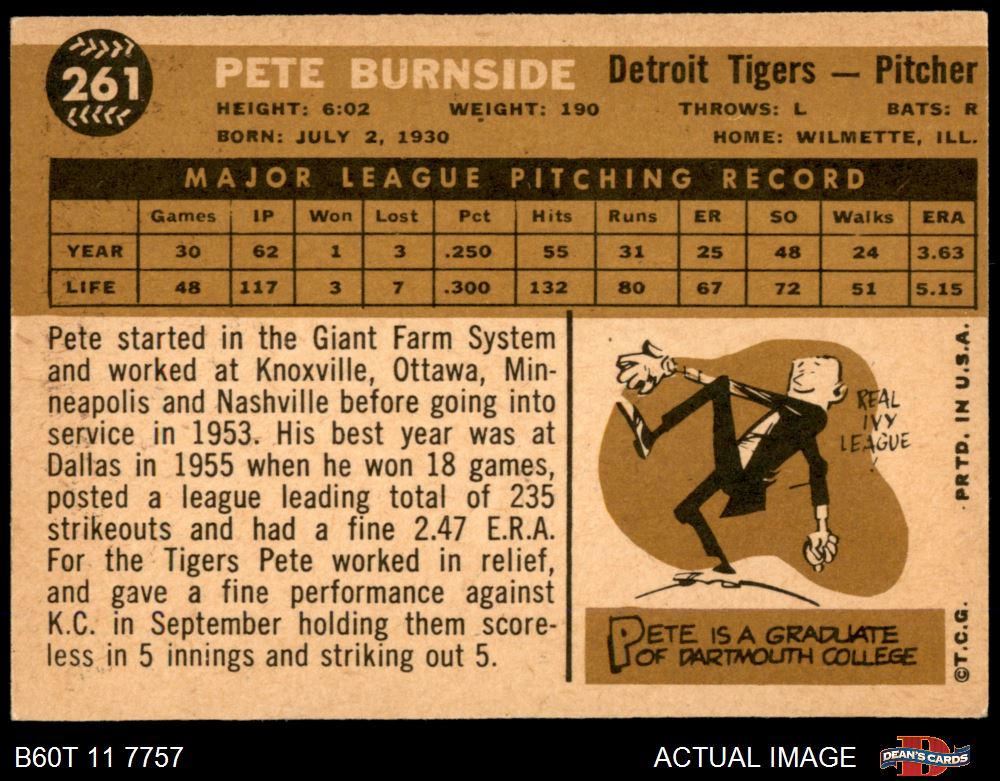 261
PETE BURNSIDE Detroit Tigers — Pitcher
HEIGHT: 6:02 WEIGHT: 190 THROWS: L BATS: R
BORN: JULY 2, 1930 HOME: WILMETTE, ILL.
MAJOR LEAGUE PITCHING RECORD
Games IP Won Lost Pct Hits Runs ER SO Walks ERA
YEAR 30 62 1 3 .250 55 31 25 48 24 3.63
LIFE 48 117 3 7 .300 132 80 67 72 51 5.15
Pete started in the Giant Farm System
and worked at Knoxville, Ottawa, Min-
neapolis and Nashville before going into
service in 1953. His best year was at
Dallas in 1955 when he won 18 games,
posted a league leading total of 235
strikeouts and had a fine 2.47 E.R.A.
For the Tigers Pete worked in relief,
and gave a fine performance against
K.C. in September holding them score-
less in 5 innings and striking out 5.
REAL
IVY
LEAGUE
!
PETE IS A GRADUATE
OF DARTMOUTH COLLEGE
©T.C.G. PRTD. IN U.S.A.
B60T 11 7757 ACTUAL IMAGE
D
DEAN'S CARDS